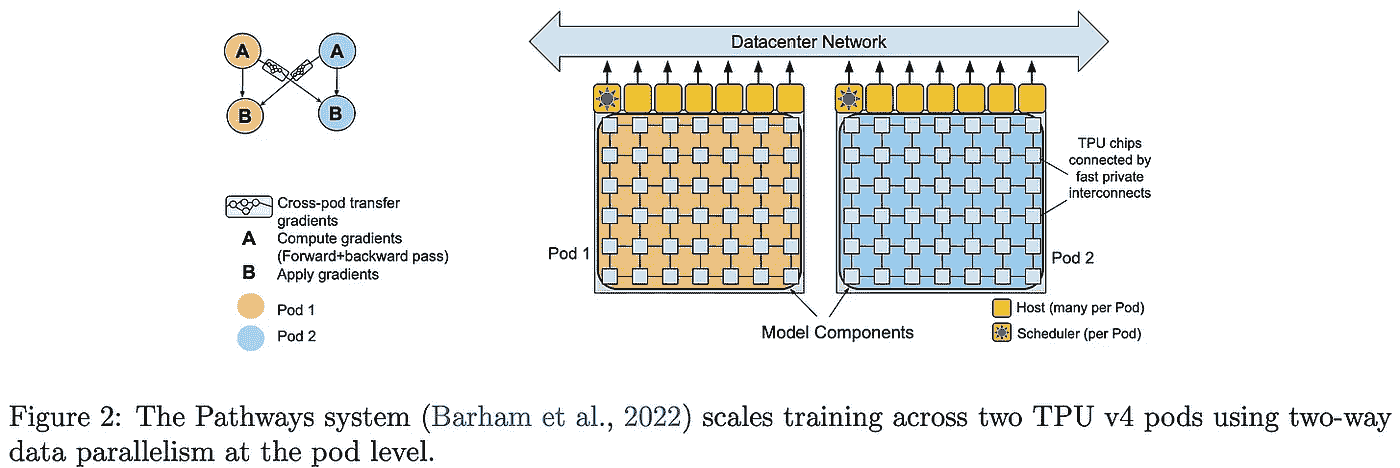 A
A
B
B
Cross-pod transfer
gradients
A
Compute gradients
(Forward+backward pass)
B
Apply gradients
Pod 1
Pod 2
Datacenter Network
TPU chips
connected by
fast private
interconnects
Pod 1
Pod 2
Model Components
Host (many per Pod)
Scheduler (per Pod)
Figure 2: The Pathways system (Barham et al., 2022) scales training across two TPU v4 pods using two-way
data parallelism at the pod level.